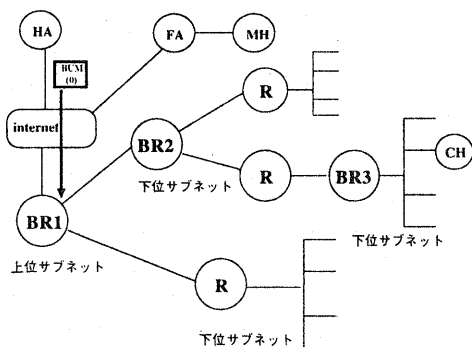 HA
FA
MH
BUM
(0)
internet
R
BR2
下位サブネット
R
BR3
CH
下位サブネット
BR1
上位サブネット
R
下位サブネット